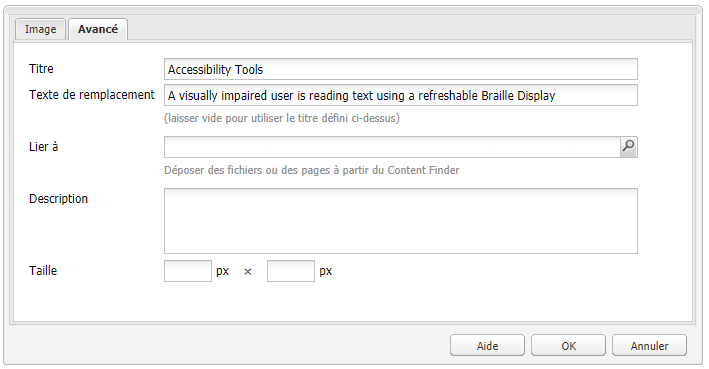 Image Avancé
Titre Accessibility Tools
Texte de remplacement A visually impaired user is reading text using a refreshable Braille Display
(laisser vide pour utiliser le titre défini ci-dessus)
Lier à
Déposer des fichiers ou des pages à partir du Content Finder
Description
Taille px × px
Aide OK Annuler